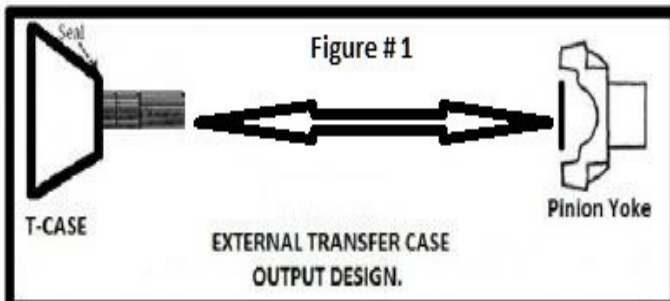 Seal
Figure # 1
T-CASE
Pinion Yoke
EXTERNAL TRANSFER CASE
OUTPUT DESIGN.